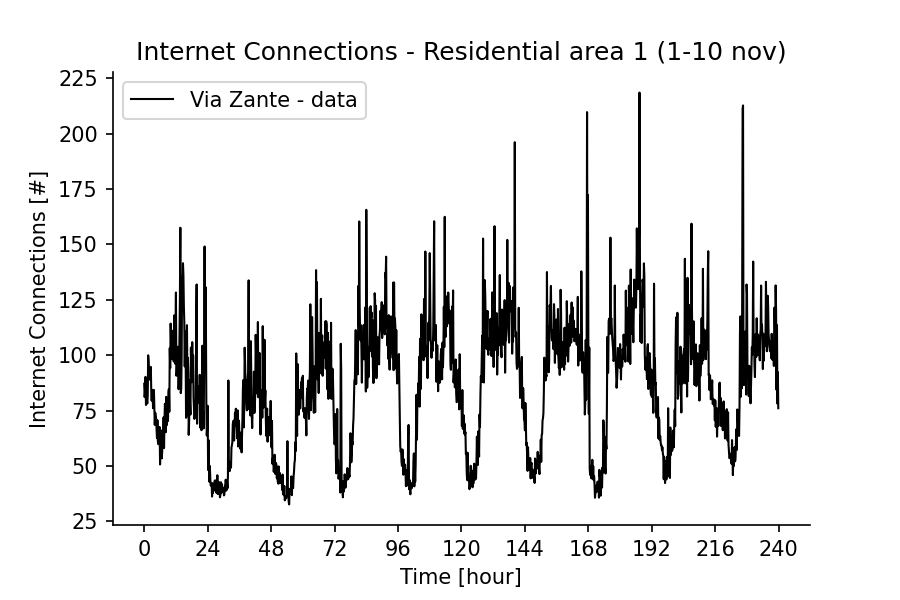 Internet Connections - Residential area 1 (1-10 nov)
Via Zante - data
Internet Connections [#]
225
200
175
150
125
100
75
50
25
0 24 48 72 96 120 144 168 192 216 240
Time [hour]